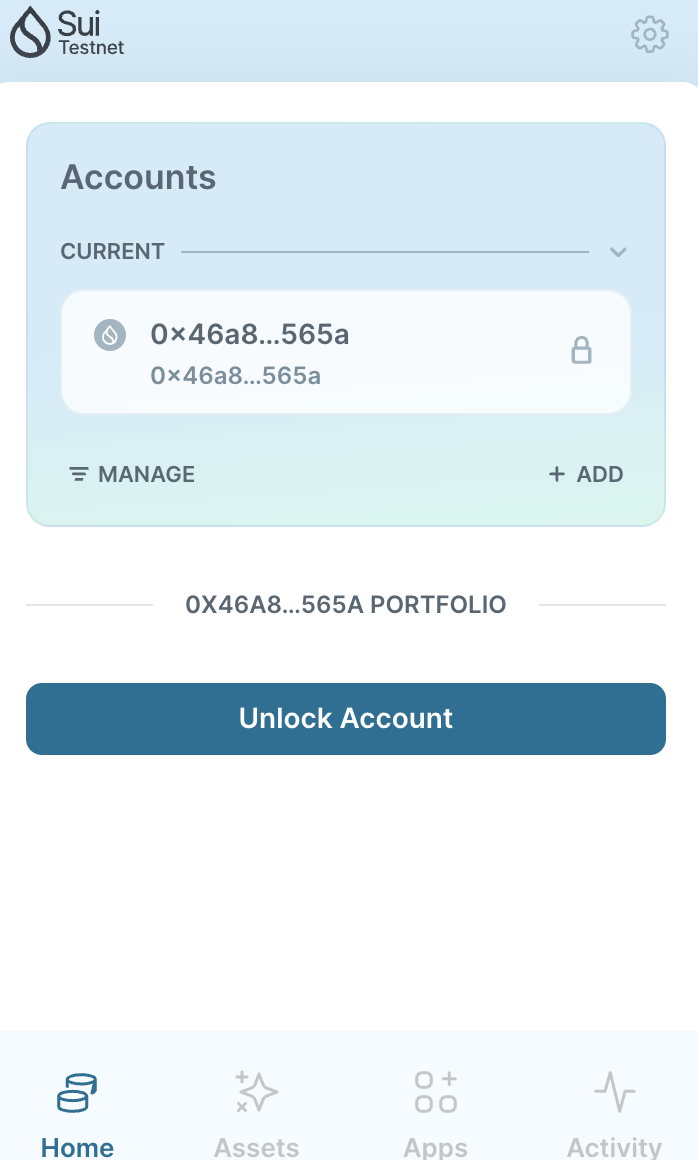 Sui
Testnet
Accounts
CURRENT
0×46a8…565a
0×46a8…565a
MANAGE
ADD
0X46A8…565A PORTFOLIO
Unlock Account
Home
Assets
Apps
Activity